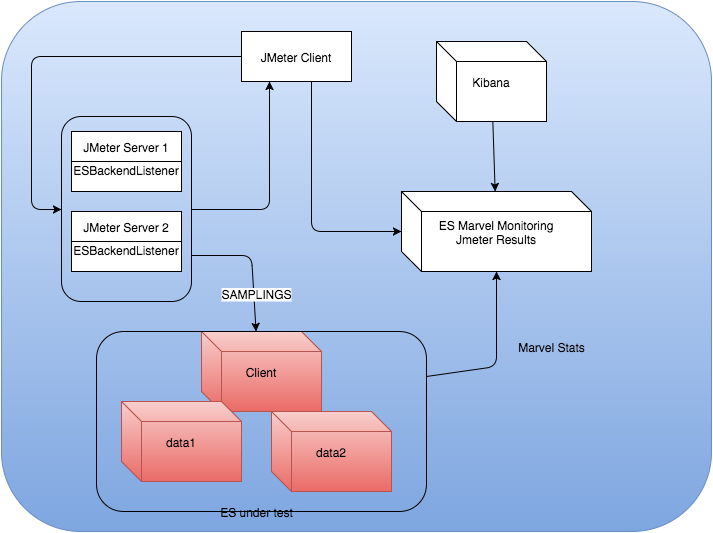 JMeter Client
Kibana
JMeter Server 1
ESBackendListener
JMeter Server 2
ESBackendListener
ES Marvel Monitoring
Jmeter Results
SAMPLINGS
Marvel Stats
Client
data1
data2
ES under test